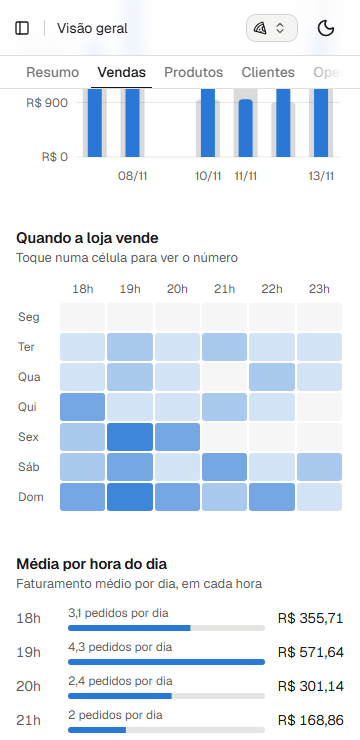 Visão geral
Resumo Vendas Produtos Clientes Ope
R$ 900
R$ 0
08/11 10/11 11/11 13/11
Quando a loja vende
Toque numa célula para ver o número
18h 19h 20h 21h 22h 23h
Seg
Ter
Qua
Qui
Sex
Sáb
Dom
Média por hora do dia
Faturamento médio por dia, em cada hora
18h 3,1 pedidos por dia R$ 355,71
19h 4,3 pedidos por dia R$ 571,64
20h 2,4 pedidos por dia R$ 301,14
21h 2 pedidos por dia R$ 168,86